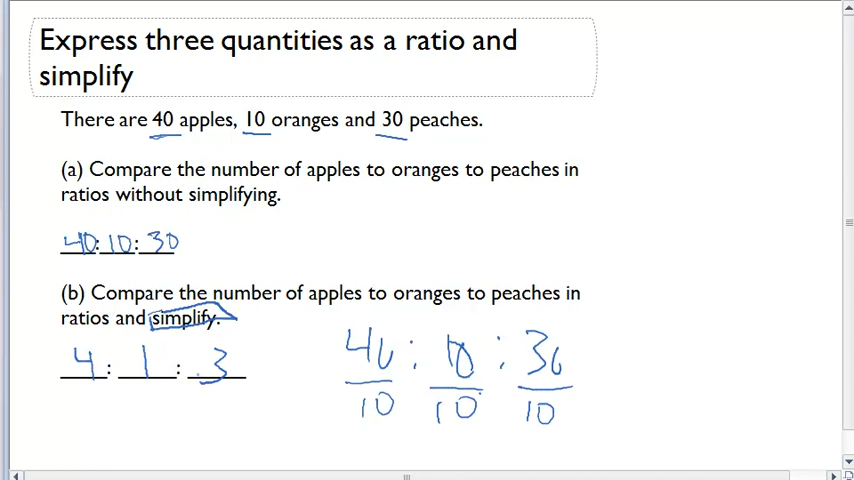 Express three quantities as a ratio and
simplify
There are 40 apples, 10 oranges and 30 peaches.
(a) Compare the number of apples to oranges to peaches in
ratios without simplifying.
40:10:30
(b) Compare the number of apples to oranges to peaches in
ratios and simplify.
4 : 1 : 3
40 : 10 : 30
10 10 10